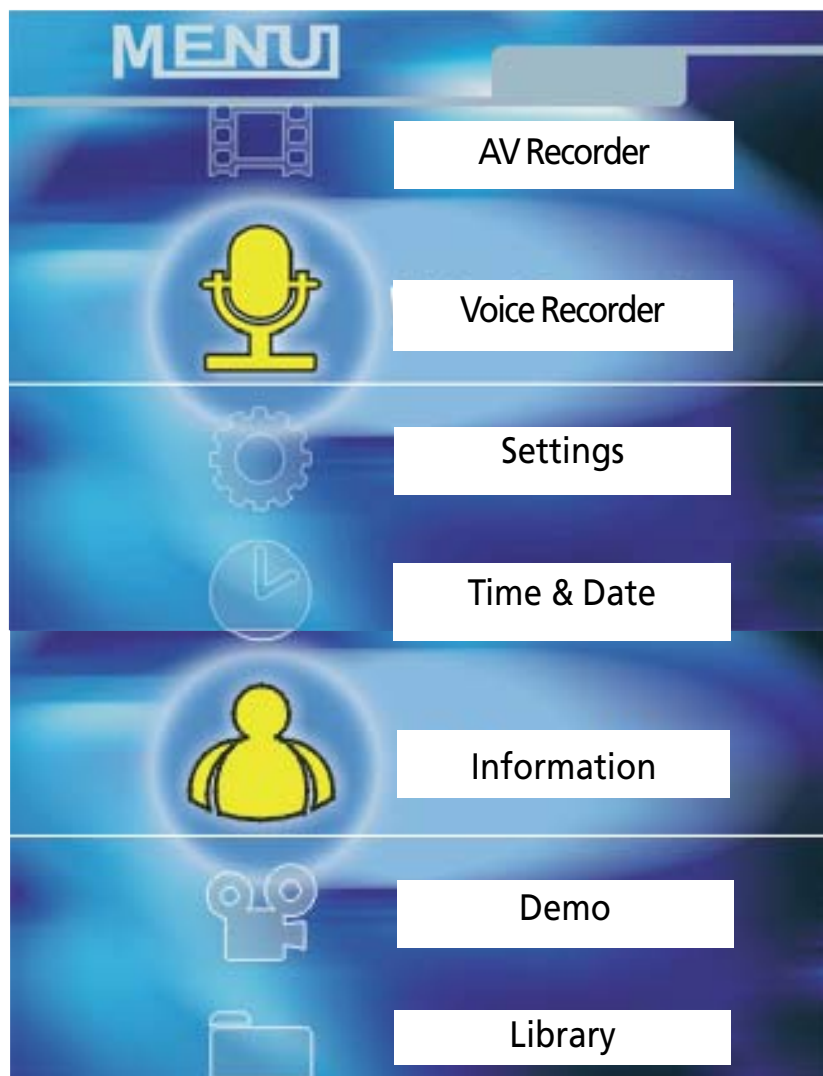 MENU
AV Recorder
Voice Recorder
Settings
Time & Date
Information
Demo
Library